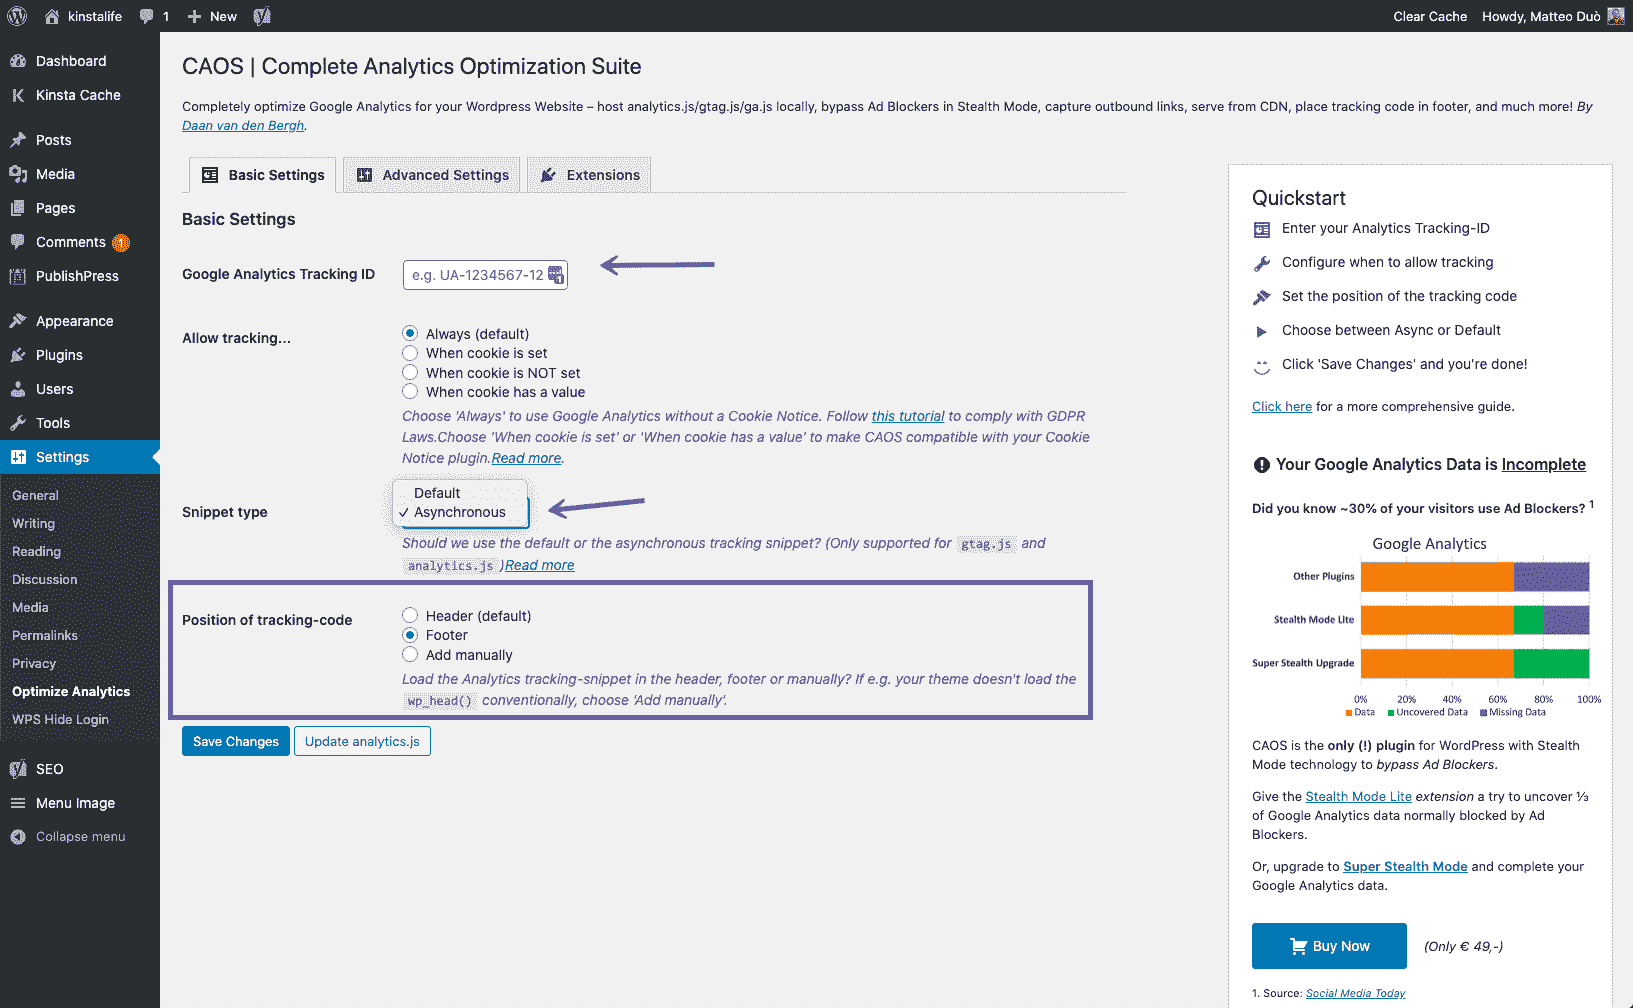 kinstalife 1 New Clear Cache Howdy, Matteo Duò
Dashboard
Kinsta Cache
Posts
Media
Pages
Comments 1
PublishPress
Appearance
Plugins
Users
Tools
Settings
General
Writing
Reading
Discussion
Media
Permalinks
Privacy
Optimize Analytics
WPS Hide Login
SEO
Menu Image
Collapse menu
CAOS | Complete Analytics Optimization Suite
Completely optimize Google Analytics for your Wordpress Website – host analytics.js/gtag.js/ga.js locally, bypass Ad Blockers in Stealth Mode, capture outbound links, serve from CDN, place tracking code in footer, and much more! By
Daan van den Bergh.
Basic Settings Advanced Settings Extensions
Basic Settings
Google Analytics Tracking ID e.g. UA-1234567-12
Allow tracking... Always (default)
When cookie is set
When cookie is NOT set
When cookie has a value
Choose 'Always' to use Google Analytics without a Cookie Notice. Follow this tutorial to comply with GDPR
Laws.Choose 'When cookie is set' or 'When cookie has a value' to make CAOS compatible with your Cookie
Notice plugin.Read more.
Default
Snippet type ✓ Asynchronous
Should we use the default or the asynchronous tracking snippet? (Only supported for gtag.js and
analytics.js )Read more
Position of tracking-code Header (default)
Footer
Add manually
Load the Analytics tracking-snippet in the header, footer or manually? If e.g. your theme doesn't load the
wp_head() conventionally, choose 'Add manually'.
Save Changes Update analytics.js
Quickstart
Enter your Analytics Tracking-ID
Configure when to allow tracking
Set the position of the tracking code
Choose between Async or Default
Click 'Save Changes' and you're done!
Click here for a more comprehensive guide.
Your Google Analytics Data is Incomplete
Did you know ~30% of your visitors use Ad Blockers? 1
Google Analytics
Other Plugins
Stealth Mode Lite
Super Stealth Upgrade
0% 20% 40% 60% 80% 100%
Data Uncovered Data Missing Data
CAOS is the only (!) plugin for WordPress with Stealth
Mode technology to bypass Ad Blockers.
Give the Stealth Mode Lite extension a try to uncover ⅓
of Google Analytics data normally blocked by Ad
Blockers.
Or, upgrade to Super Stealth Mode and complete your
Google Analytics data.
Buy Now (Only € 49,-)
1. Source: Social Media Today